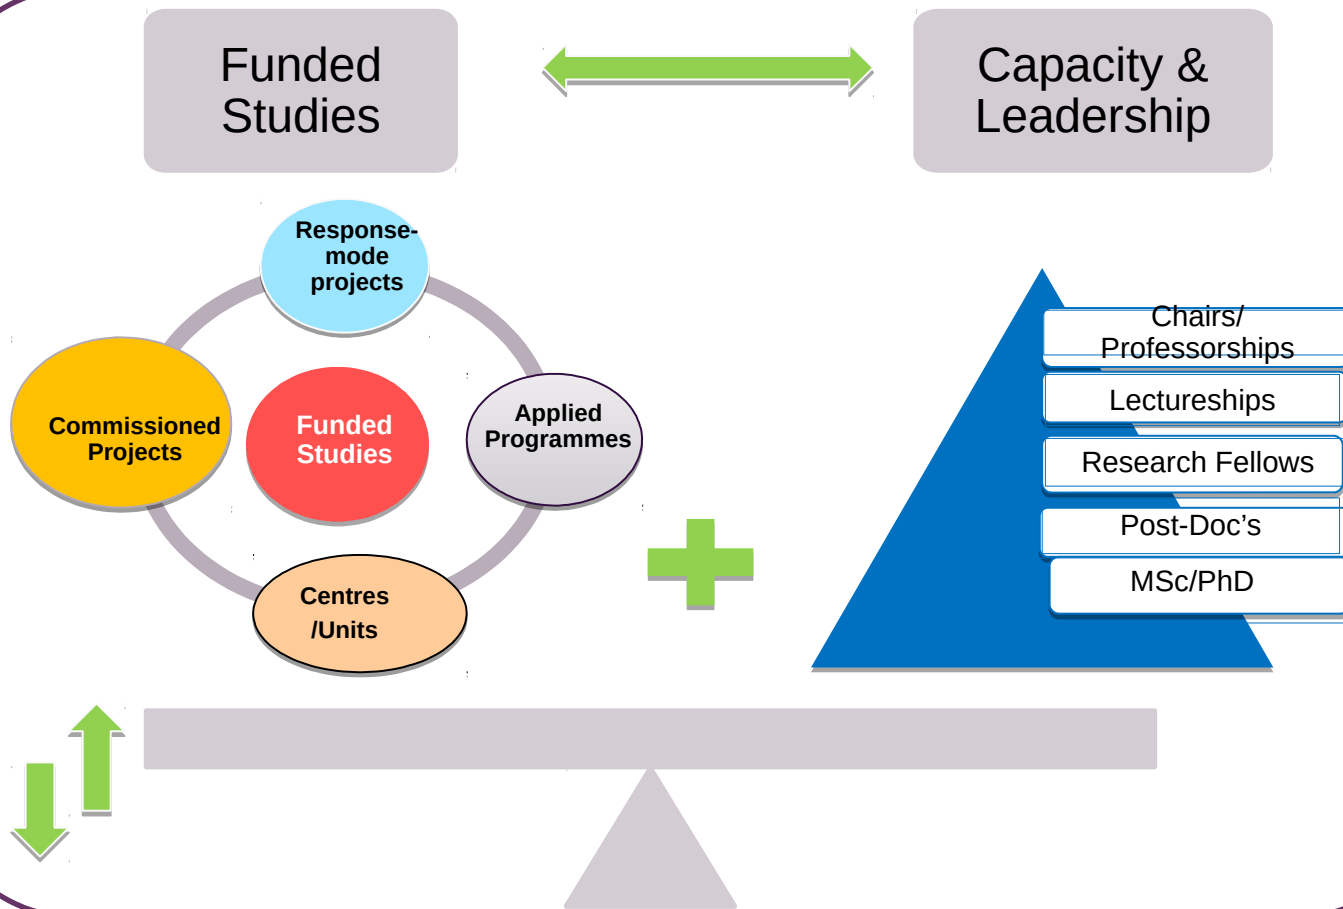 Funded
Studies
Capacity &
Leadership
Response-
mode
projects
Commissioned
Projects
Funded
Studies
Applied
Programmes
Centres
/Units
Chairs/
Professorships
Lectureships
Research Fellows
Post-Doc’s
MSc/PhD